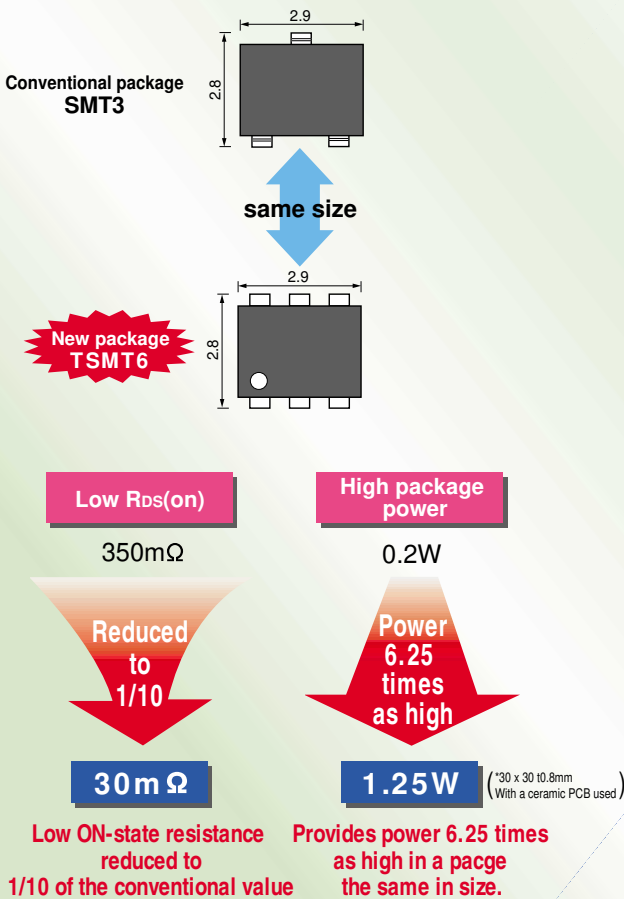 2.9
Conventional package
SMT3
2.8
same size
2.9
New package
TSMT6
2.8
Low RDS(on)
High package
power
350mΩ
0.2W
Reduced
to
1/10
Power
6.25
times
as high
30mΩ
1.25W
(*30 x 30 t0.8mm
With a ceramic PCB used)
Low ON-state resistance
reduced to
1/10 of the conventional value
Provides power 6.25 times
as high in a pacge
the same in size.